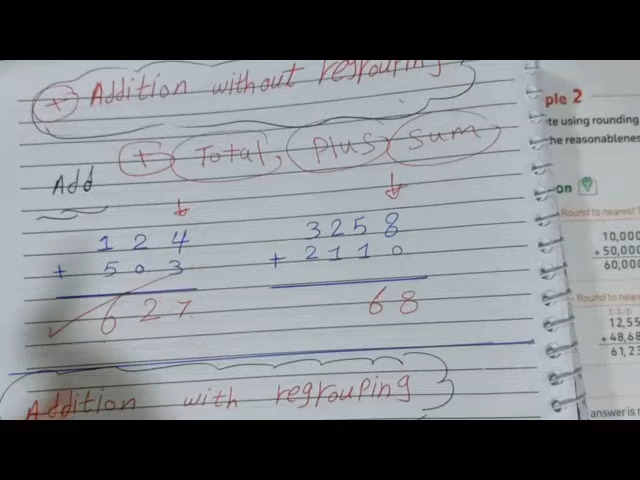 + Addition without regrouping
+ Total, Plus Sum
Add
124
+ 503
627
3258
+ 2110
68
Addition with regrouping
ple 2
te using rounding
he reasonablenes
on
Round to nearest
10,000
+ 50,000
60,000
Round to neare
12,55
+ 48,68
61,23
answer is r